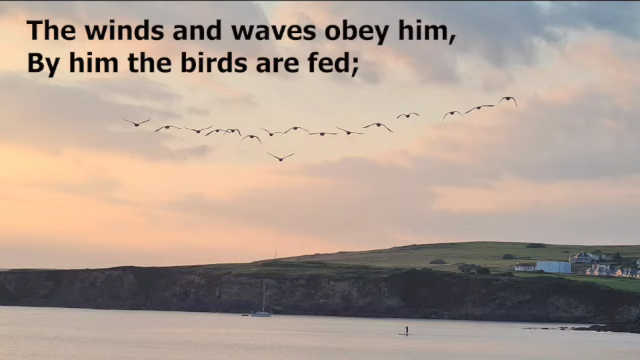 The winds and waves obey him,
By him the birds are fed;